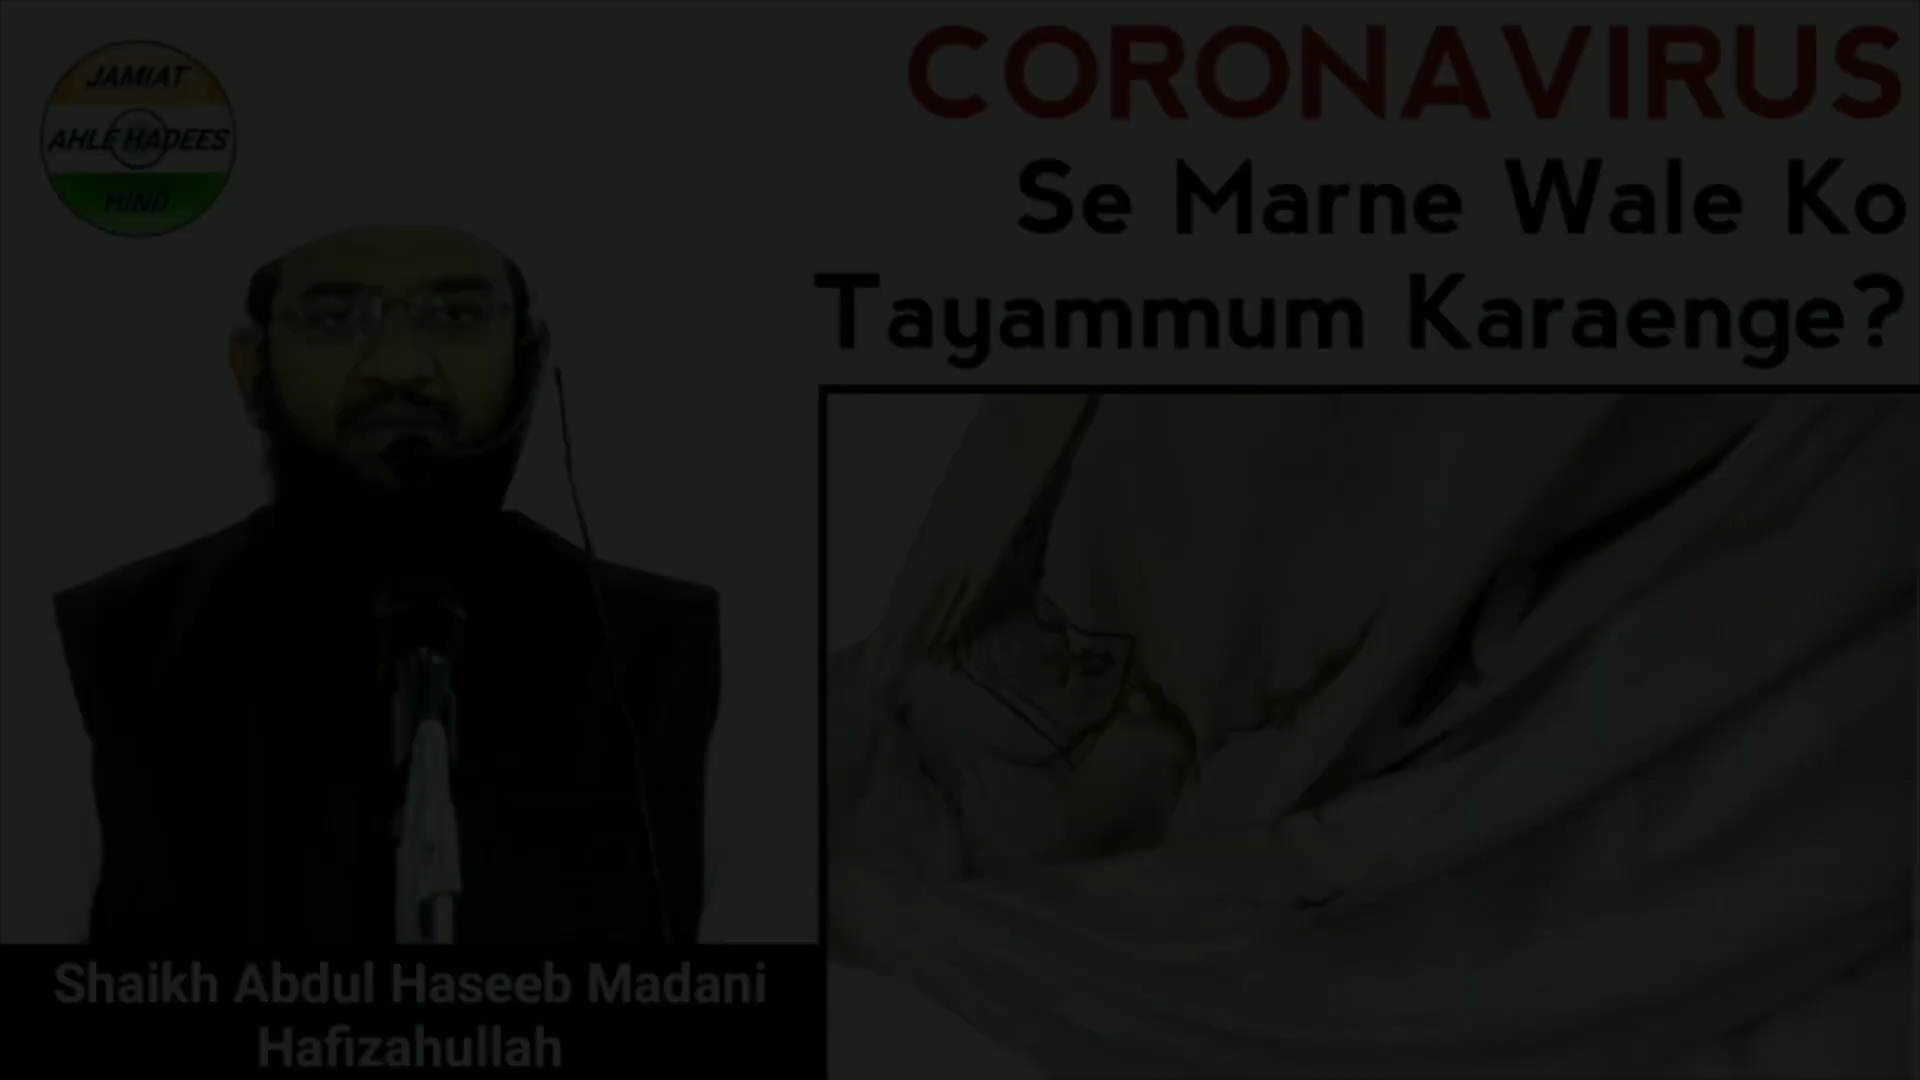 JAMIAT
AHLE HADEES
HIND
CORONAVIRUS
Se Marne Wale Ko
Tayammum Karaenge?
Shaikh Abdul Haseeb Madani
Hafizahullah